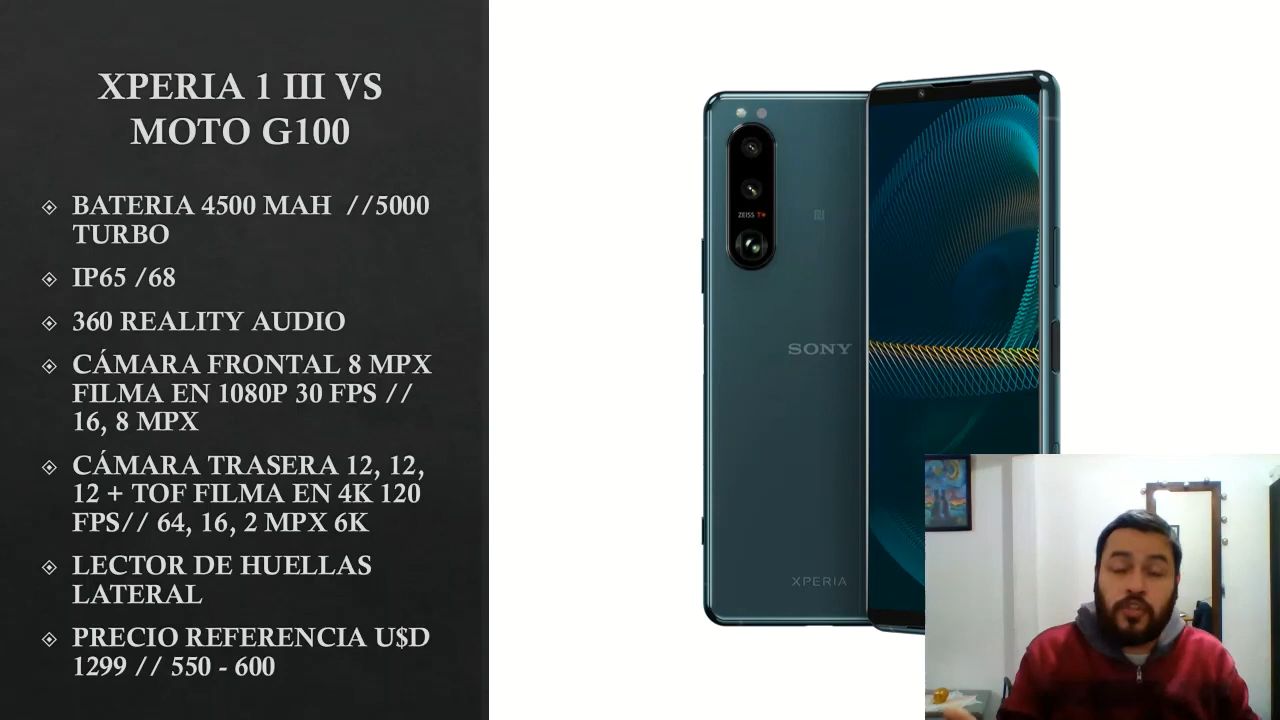 XPERIA 1 III VS
MOTO G100
BATERIA 4500 MAH //5000
TURBO
IP65 /68
360 REALITY AUDIO
CÁMARA FRONTAL 8 MPX
FILMA EN 1080P 30 FPS //
16, 8 MPX
CÁMARA TRASERA 12, 12,
12 + TOF FILMA EN 4K 120
FPS// 64, 16, 2 MPX 6K
LECTOR DE HUELLAS
LATERAL
PRECIO REFERENCIA U$D
1299 // 550 - 600
ZEISS T*
SONY
XPERIA